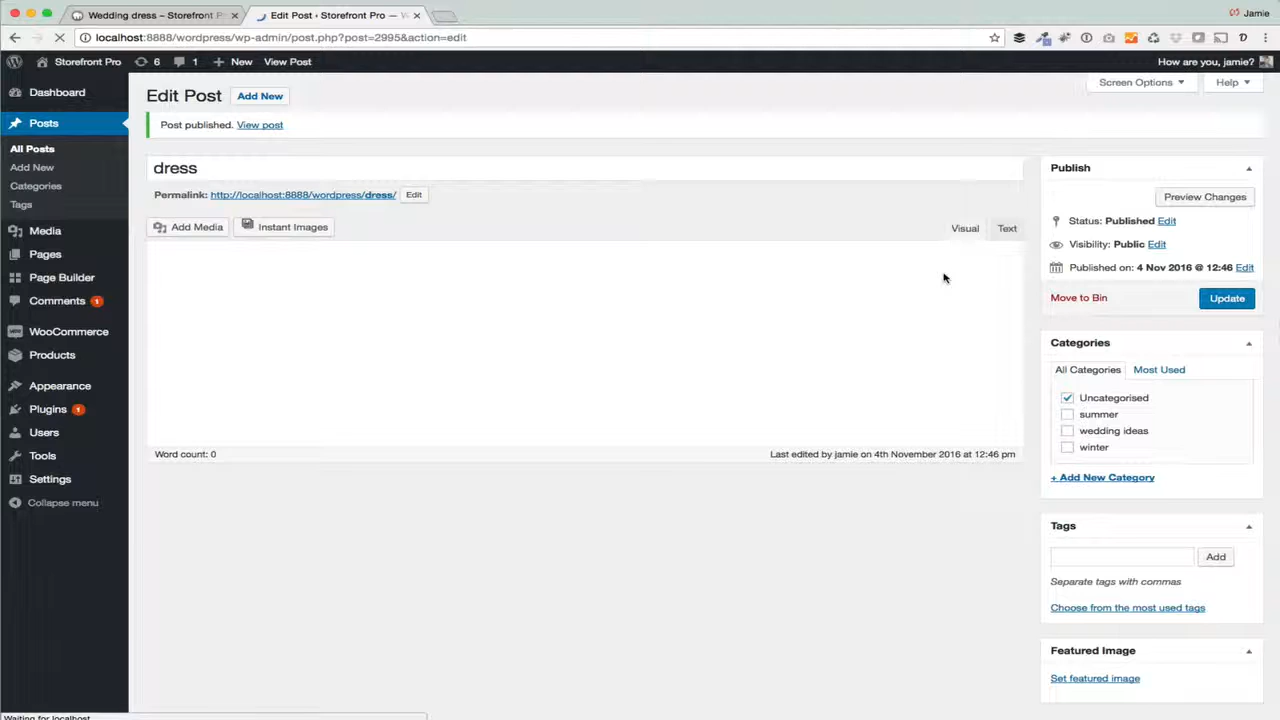 Wedding dress – Storefront P
Edit Post ‹ Storefront Pro — W
Jamie
localhost:8888/wordpress/wp-admin/post.php?post=2995&action=edit
Storefront Pro
6
1
New
View Post
How are you, jamie?
Dashboard
Posts
All Posts
Add New
Categories
Tags
Media
Pages
Page Builder
Comments 1
WooCommerce
Products
Appearance
Plugins 1
Users
Tools
Settings
Collapse menu
Screen Options
Help
Edit Post Add New
Post published. View post
dress
Permalink: http://localhost:8888/wordpress/dress/ Edit
Add Media
Instant Images
Visual
Text
Word count: 0
Last edited by jamie on 4th November 2016 at 12:46 pm
Publish
Preview Changes
Status: Published Edit
Visibility: Public Edit
Published on: 4 Nov 2016 @ 12:46 Edit
Move to Bin
Update
Categories
All Categories
Most Used
Uncategorised
summer
wedding ideas
winter
+ Add New Category
Tags
Add
Separate tags with commas
Choose from the most used tags
Featured Image
Set featured image
Waiting for localhost